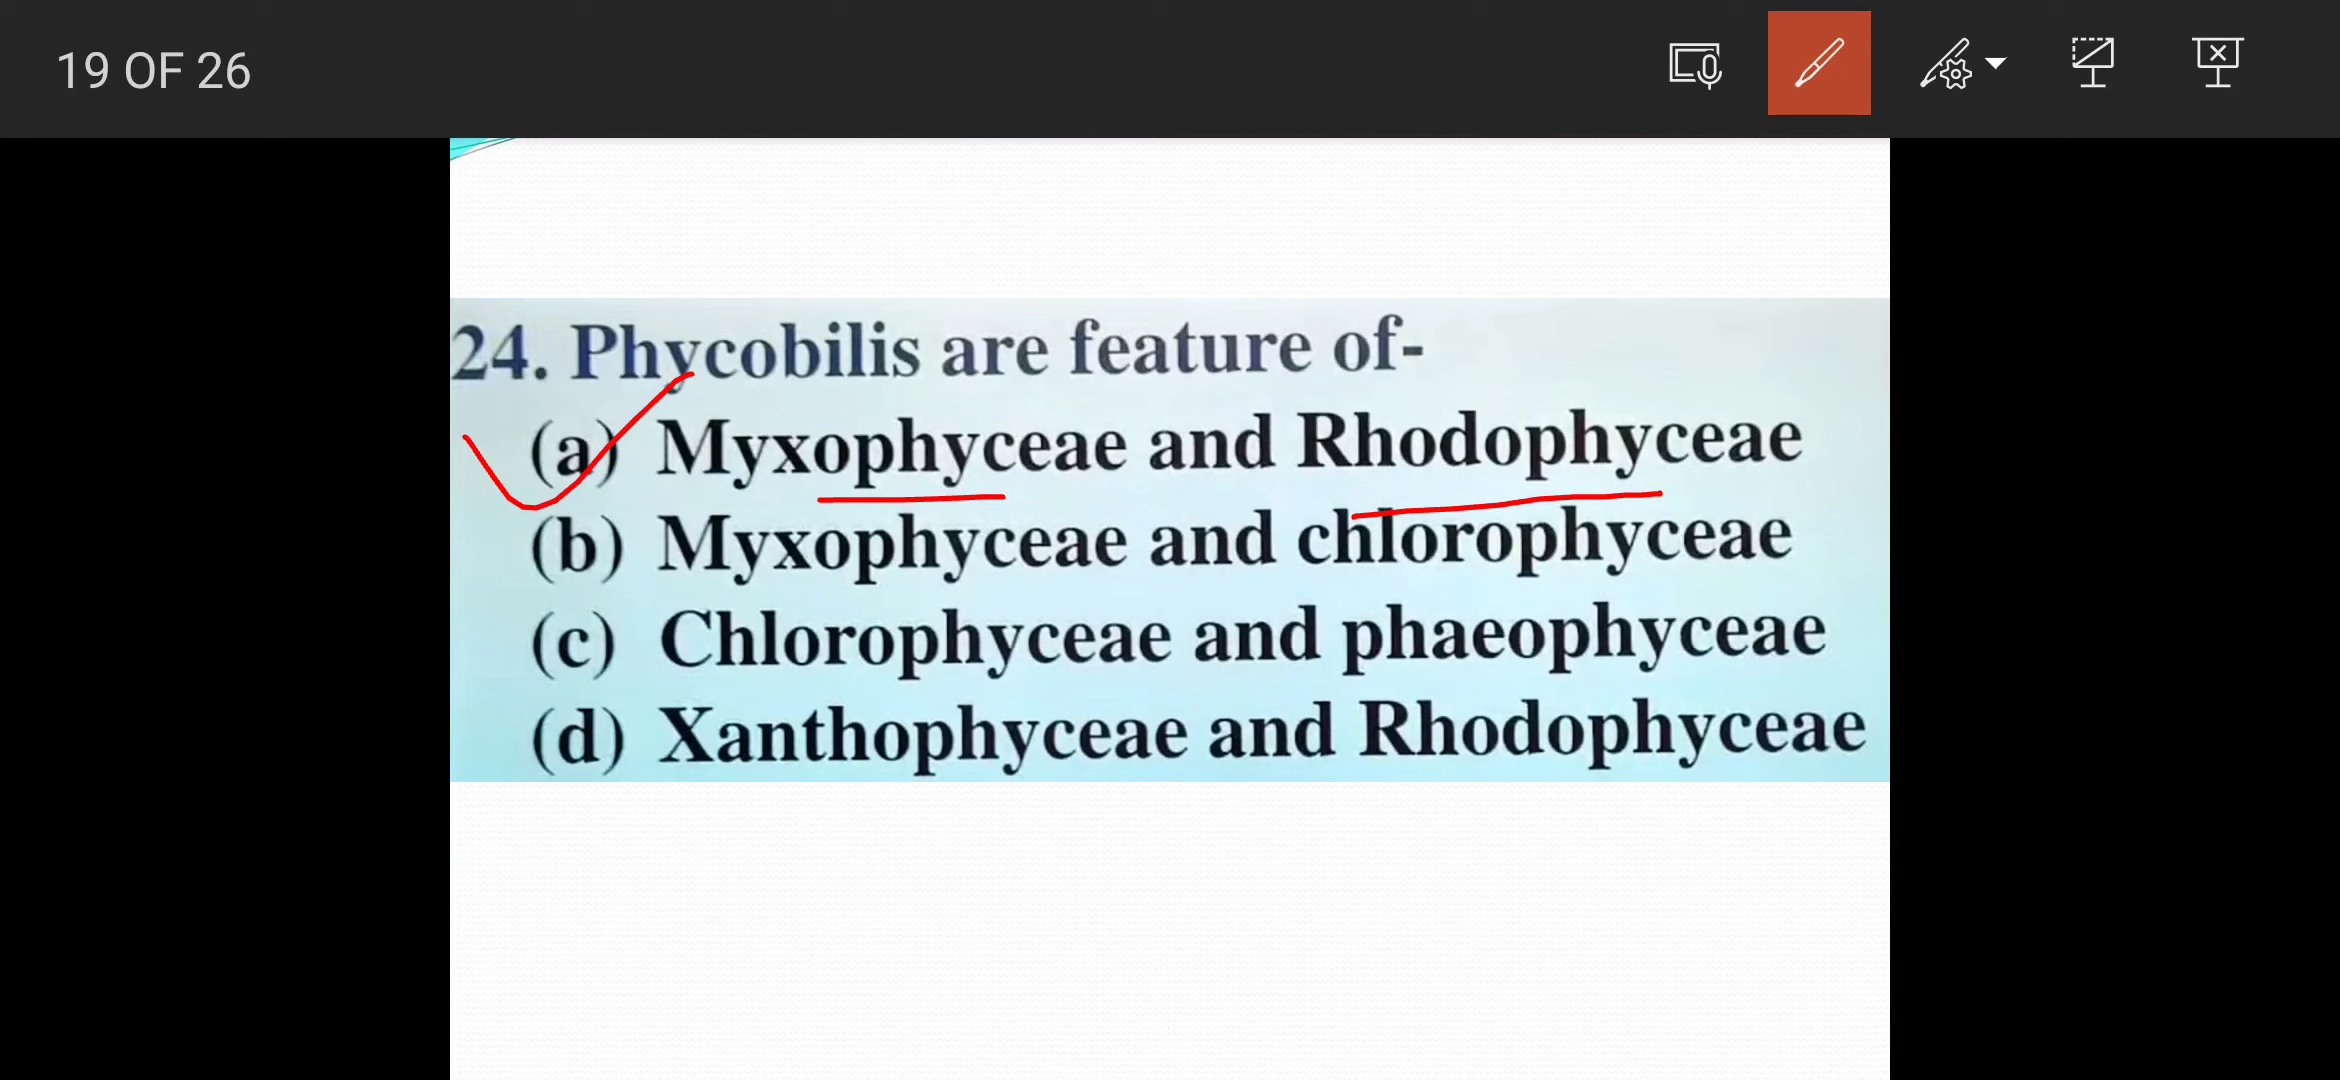 19 OF 26
24. Phycobilis are feature of-
(a) Myxophyceae and Rhodophyceae
(b) Myxophyceae and chlorophyceae
(c) Chlorophyceae and phaeophyceae
(d) Xanthophyceae and Rhodophyceae